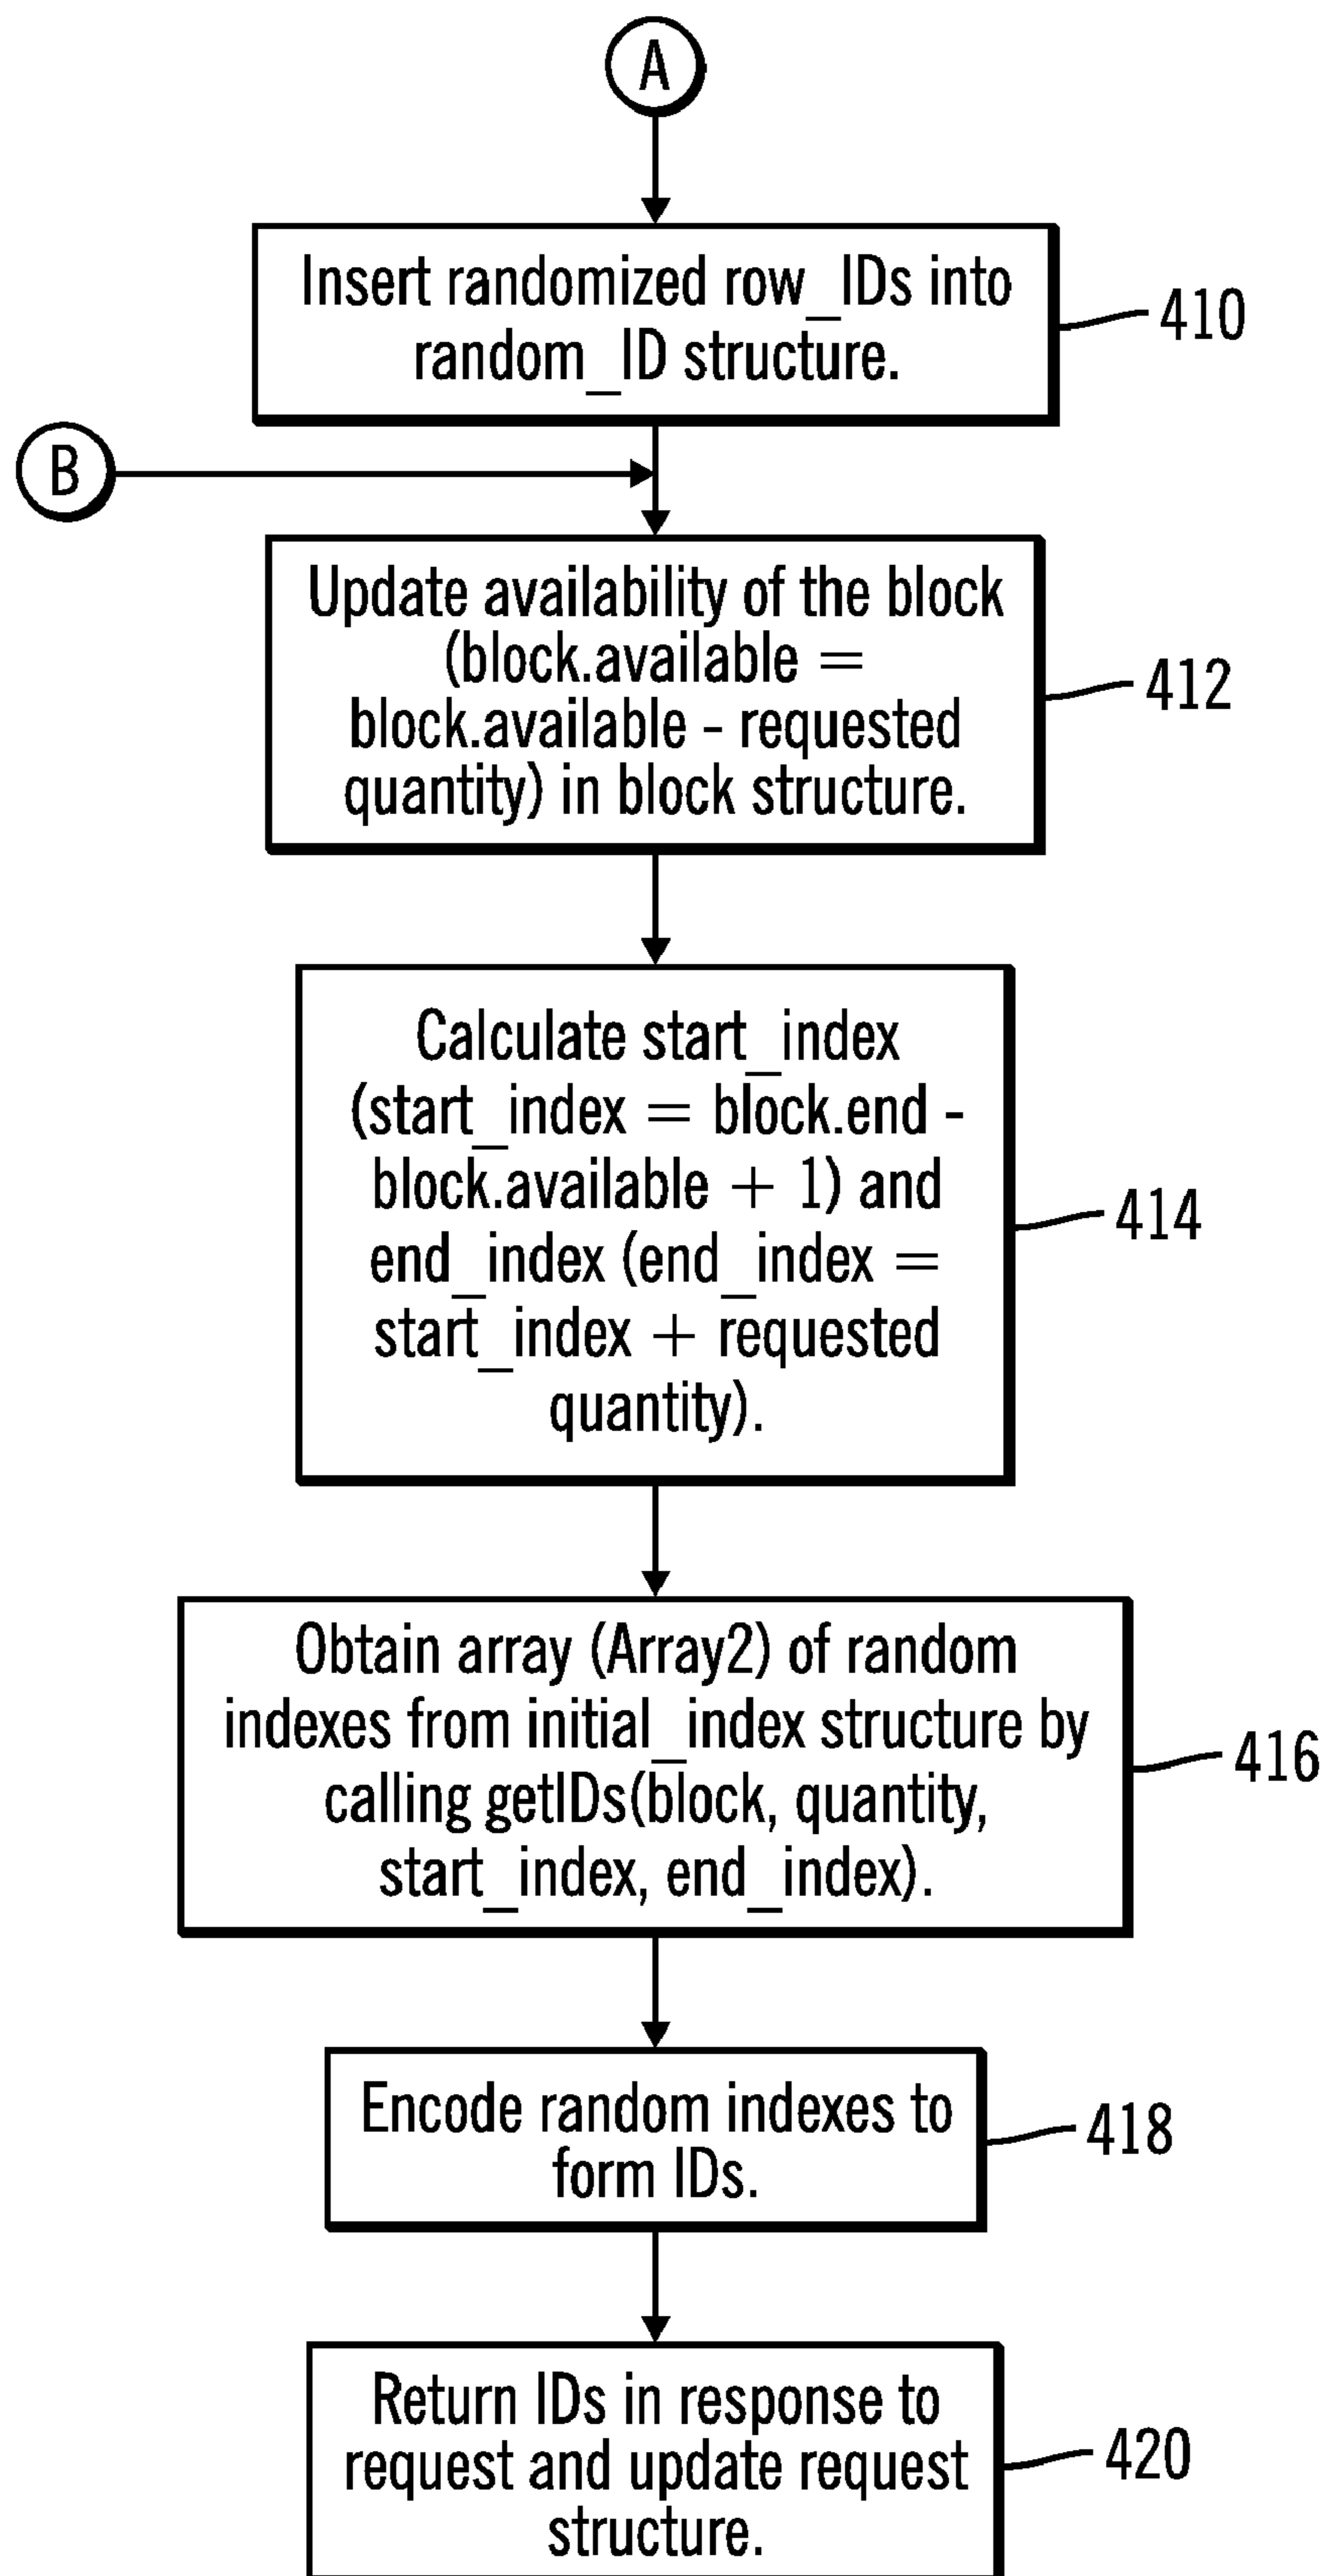 A
Insert randomized row_IDs into
random_ID structure.
410
B
Update availability of the block
(block.available =
block.available - requested
quantity) in block structure.
412
Calculate start_index
(start_index = block.end -
block.available + 1) and
end_index (end_index =
start_index + requested
quantity).
414
Obtain array (Array2) of random
indexes from initial_index structure by
calling getIDs(block, quantity,
start_index, end_index).
416
Encode random indexes to
form IDs.
418
Return IDs in response to
request and update request
structure.
420